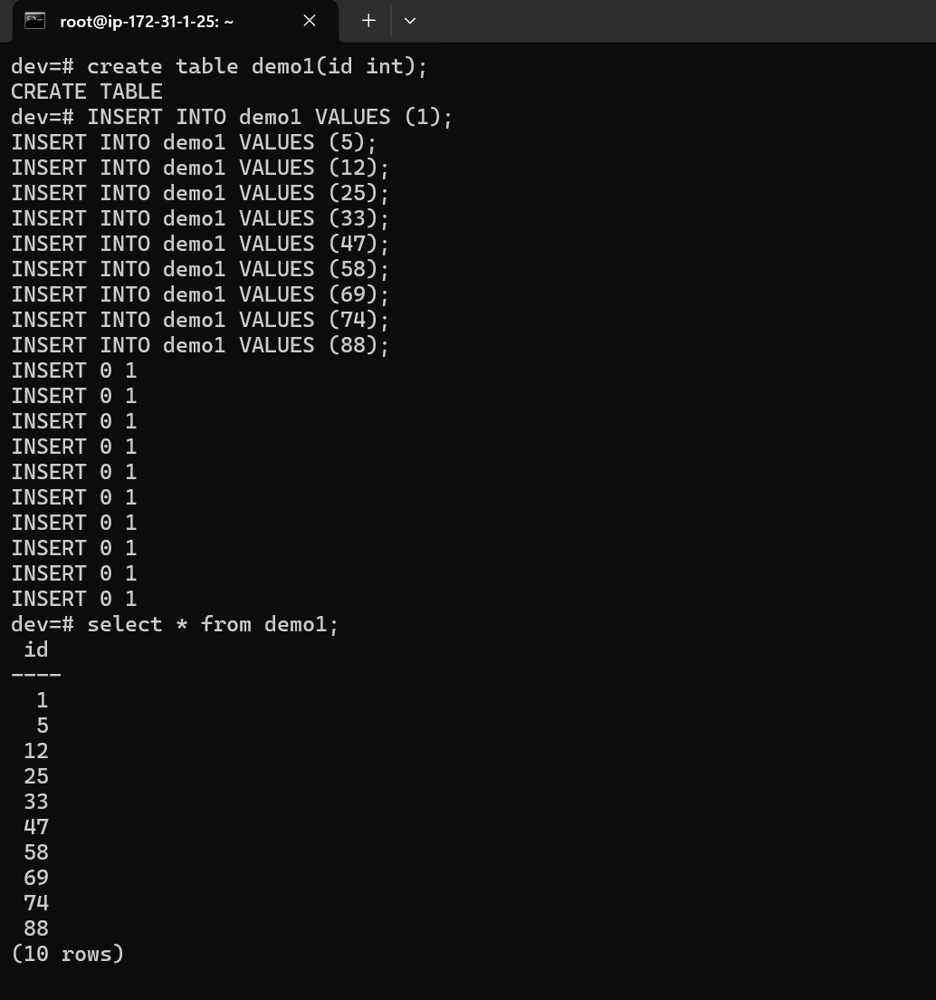 root@ip-172-31-1-25: ~
dev=# create table demo1(id int);
CREATE TABLE
dev=# INSERT INTO demo1 VALUES (1);
INSERT INTO demo1 VALUES (5);
INSERT INTO demo1 VALUES (12);
INSERT INTO demo1 VALUES (25);
INSERT INTO demo1 VALUES (33);
INSERT INTO demo1 VALUES (47);
INSERT INTO demo1 VALUES (58);
INSERT INTO demo1 VALUES (69);
INSERT INTO demo1 VALUES (74);
INSERT INTO demo1 VALUES (88);
INSERT 0 1
INSERT 0 1
INSERT 0 1
INSERT 0 1
INSERT 0 1
INSERT 0 1
INSERT 0 1
INSERT 0 1
INSERT 0 1
INSERT 0 1
dev=# select * from demo1;
 id
----
  1
  5
 12
 25
 33
 47
 58
 69
 74
 88
(10 rows)